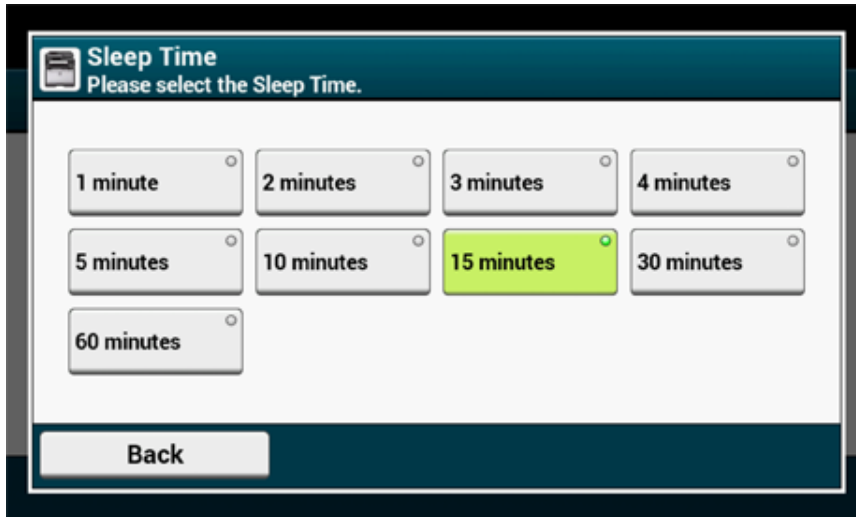 Sleep Time
Please select the Sleep Time.
1 minute
2 minutes
3 minutes
4 minutes
5 minutes
10 minutes
15 minutes
30 minutes
60 minutes
Back